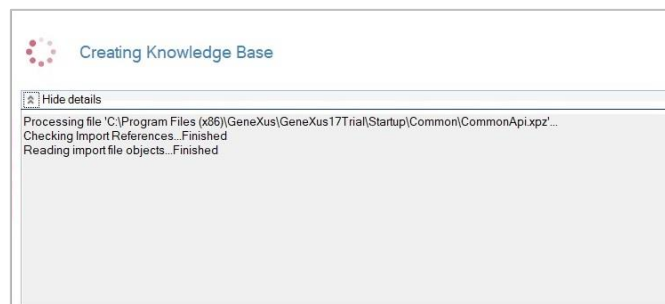 Creating Knowledge Base
Hide details
Processing file 'C:\Program Files (x86)\GeneXus\GeneXus17Trial\Startup\Common\CommonApi.xpz'...
Checking Import References...Finished
Reading import file objects...Finished